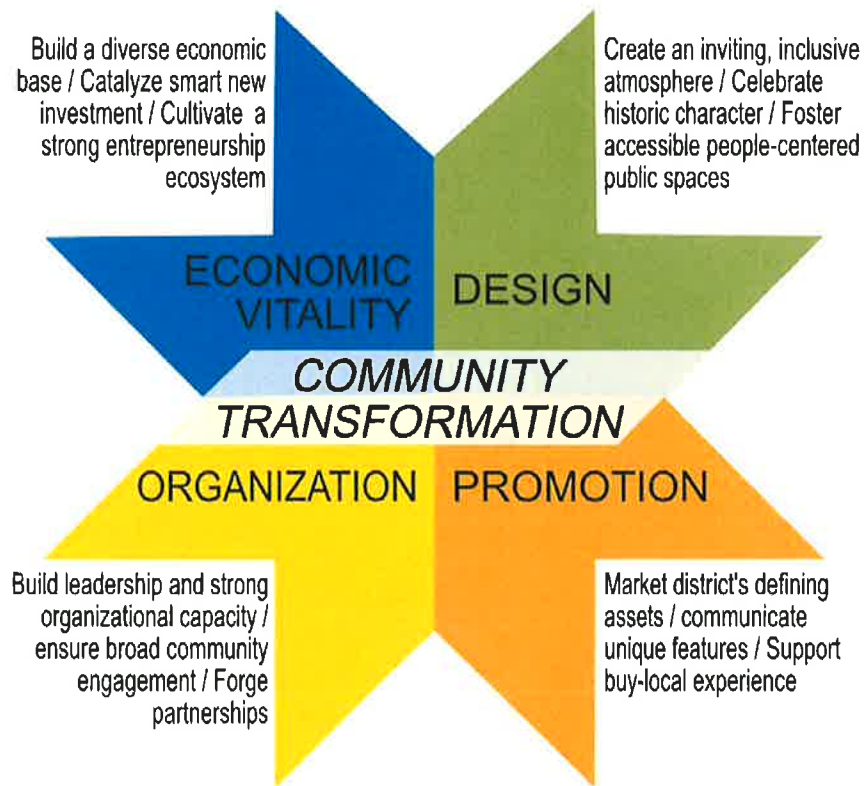 Build a diverse economic
base / Catalyze smart new
investment / Cultivate a
strong entrepreneurship
ecosystem
Create an inviting, inclusive
atmosphere / Celebrate
historic character / Foster
accessible people-centered
public spaces
ECONOMIC
VITALITY
DESIGN
COMMUNITY
TRANSFORMATION
ORGANIZATION
PROMOTION
Build leadership and strong
organizational capacity /
ensure broad community
engagement / Forge
partnerships
Market district's defining
assets / communicate
unique features / Support
buy-local experience